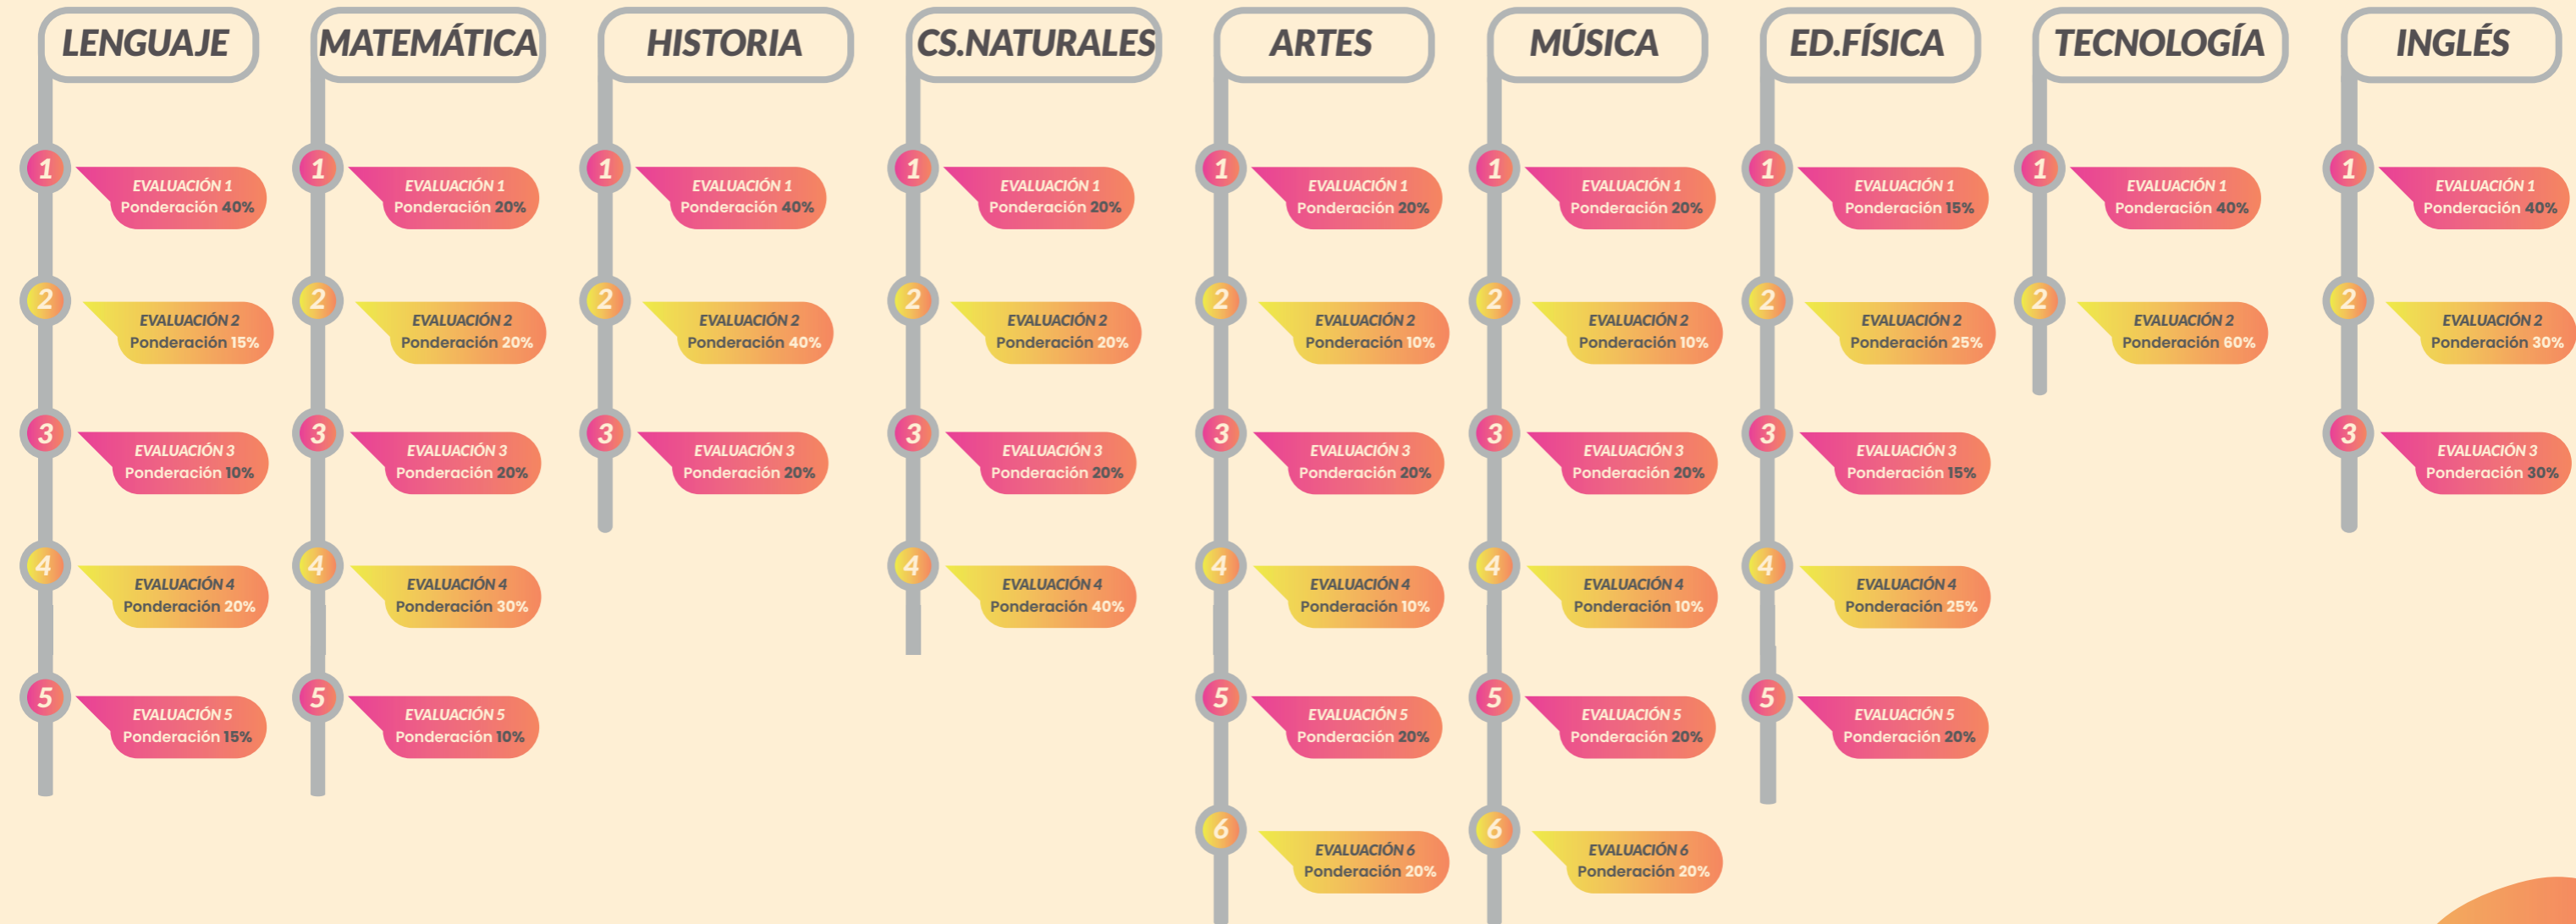 LENGUAJE
EVALUACIÓN 1
Ponderación 40%
EVALUACIÓN 2
Ponderación 15%
EVALUACIÓN 3
Ponderación 10%
EVALUACIÓN 4
Ponderación 20%
EVALUACIÓN 5
Ponderación 15%
1
2
3
4
5
MATEMÁTICA
EVALUACIÓN 1
Ponderación 20%
EVALUACIÓN 2
Ponderación 20%
EVALUACIÓN 3
Ponderación 20%
EVALUACIÓN 4
Ponderación 30%
EVALUACIÓN 5
Ponderación 10%
1
2
3
4
5
HISTORIA
EVALUACIÓN 1
Ponderación 40%
EVALUACIÓN 2
Ponderación 40%
EVALUACIÓN 3
Ponderación 20%
1
2
3
CS.NATURALES
EVALUACIÓN 1
Ponderación 20%
EVALUACIÓN 2
Ponderación 20%
EVALUACIÓN 3
Ponderación 20%
EVALUACIÓN 4
Ponderación 40%
1
2
3
4
ARTES
EVALUACIÓN 1
Ponderación 20%
EVALUACIÓN 2
Ponderación 10%
EVALUACIÓN 3
Ponderación 20%
EVALUACIÓN 4
Ponderación 10%
EVALUACIÓN 5
Ponderación 20%
EVALUACIÓN 6
Ponderación 20%
1
2
3
4
5
6
MÚSICA
EVALUACIÓN 1
Ponderación 20%
EVALUACIÓN 2
Ponderación 10%
EVALUACIÓN 3
Ponderación 20%
EVALUACIÓN 4
Ponderación 10%
EVALUACIÓN 5
Ponderación 20%
EVALUACIÓN 6
Ponderación 20%
1
2
3
4
5
6
ED.FÍSICA
EVALUACIÓN 1
Ponderación 15%
EVALUACIÓN 2
Ponderación 25%
EVALUACIÓN 3
Ponderación 15%
EVALUACIÓN 4
Ponderación 25%
EVALUACIÓN 5
Ponderación 20%
1
2
3
4
5
TECNOLOGÍA
EVALUACIÓN 1
Ponderación 40%
EVALUACIÓN 2
Ponderación 60%
1
2
INGLÉS
EVALUACIÓN 1
Ponderación 40%
EVALUACIÓN 2
Ponderación 30%
EVALUACIÓN 3
Ponderación 30%
1
2
3